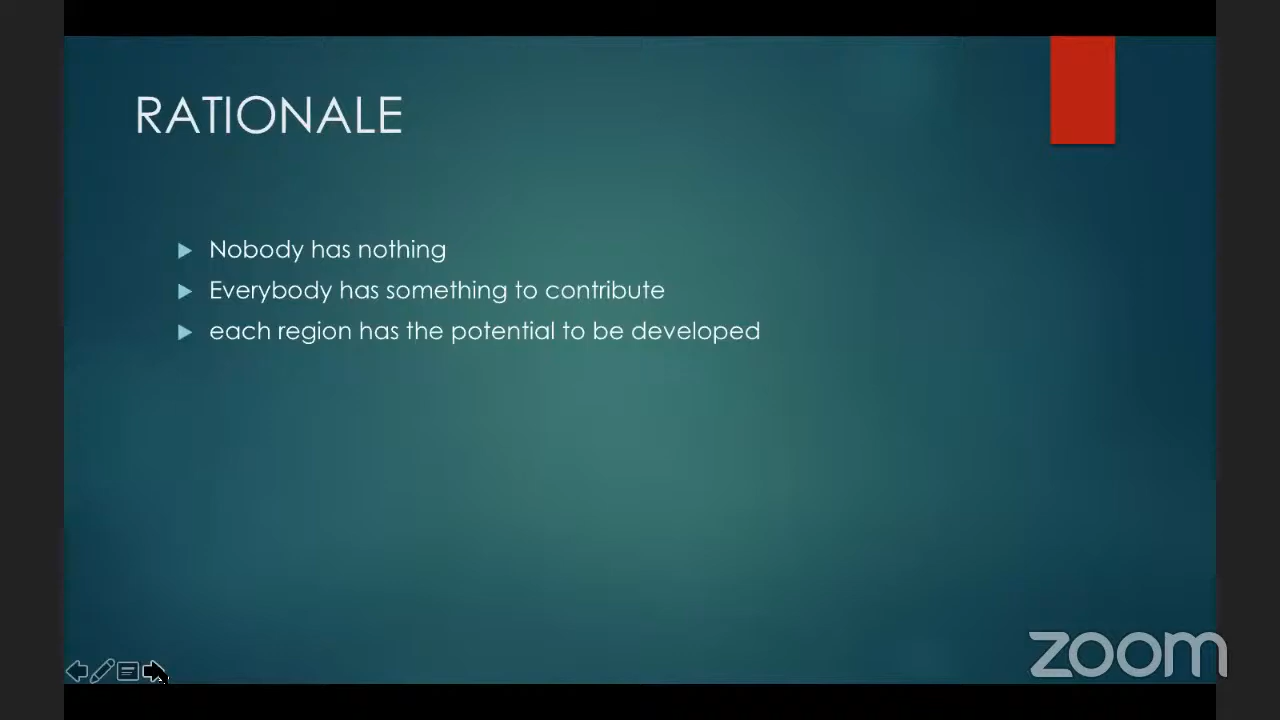 RATIONALE
Nobody has nothing
Everybody has something to contribute
each region has the potential to be developed
zoom